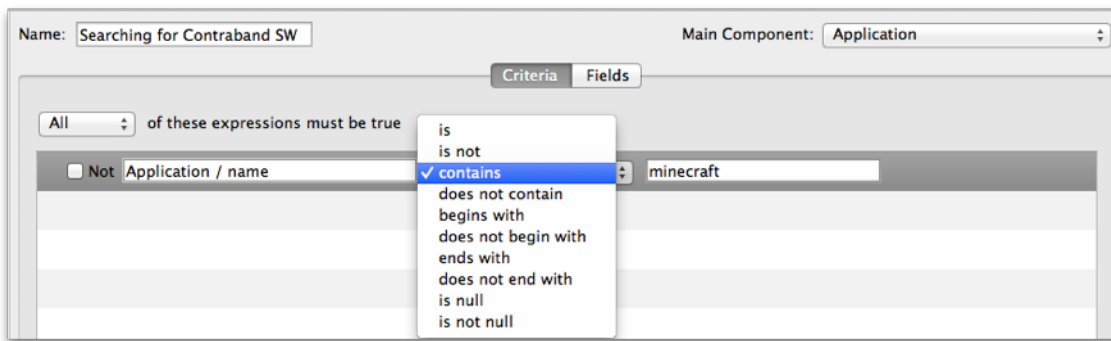 Name: Searching for Contraband SW Main Component: Application
Criteria Fields
All of these expressions must be true
is
is not
Not Application / name ✓ contains minecraft
does not contain
begins with
does not begin with
ends with
does not end with
is null
is not null